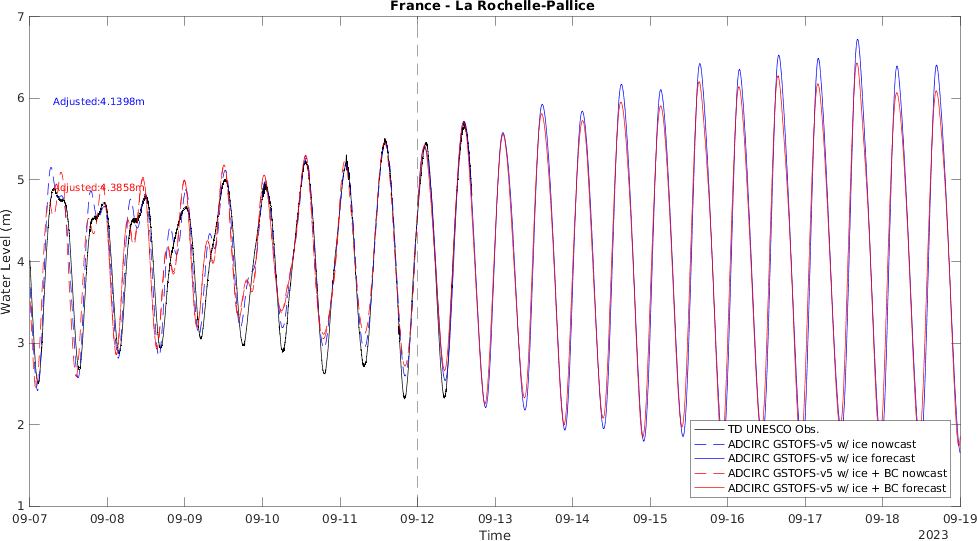 France - La Rochelle-Pallice
7
6
5
4
3
2
1
Water Level (m)
Adjusted:4.1398m
Adjusted:4.3858m
TD UNESCO Obs.
ADCIRC GSTOFS-v5 w/ ice nowcast
ADCIRC GSTOFS-v5 w/ ice forecast
ADCIRC GSTOFS-v5 w/ ice + BC nowcast
ADCIRC GSTOFS-v5 w/ ice + BC forecast
09-07 09-08 09-09 09-10 09-11 09-12 09-13 09-14 09-15 09-16 09-17 09-18 09-19
Time
2023